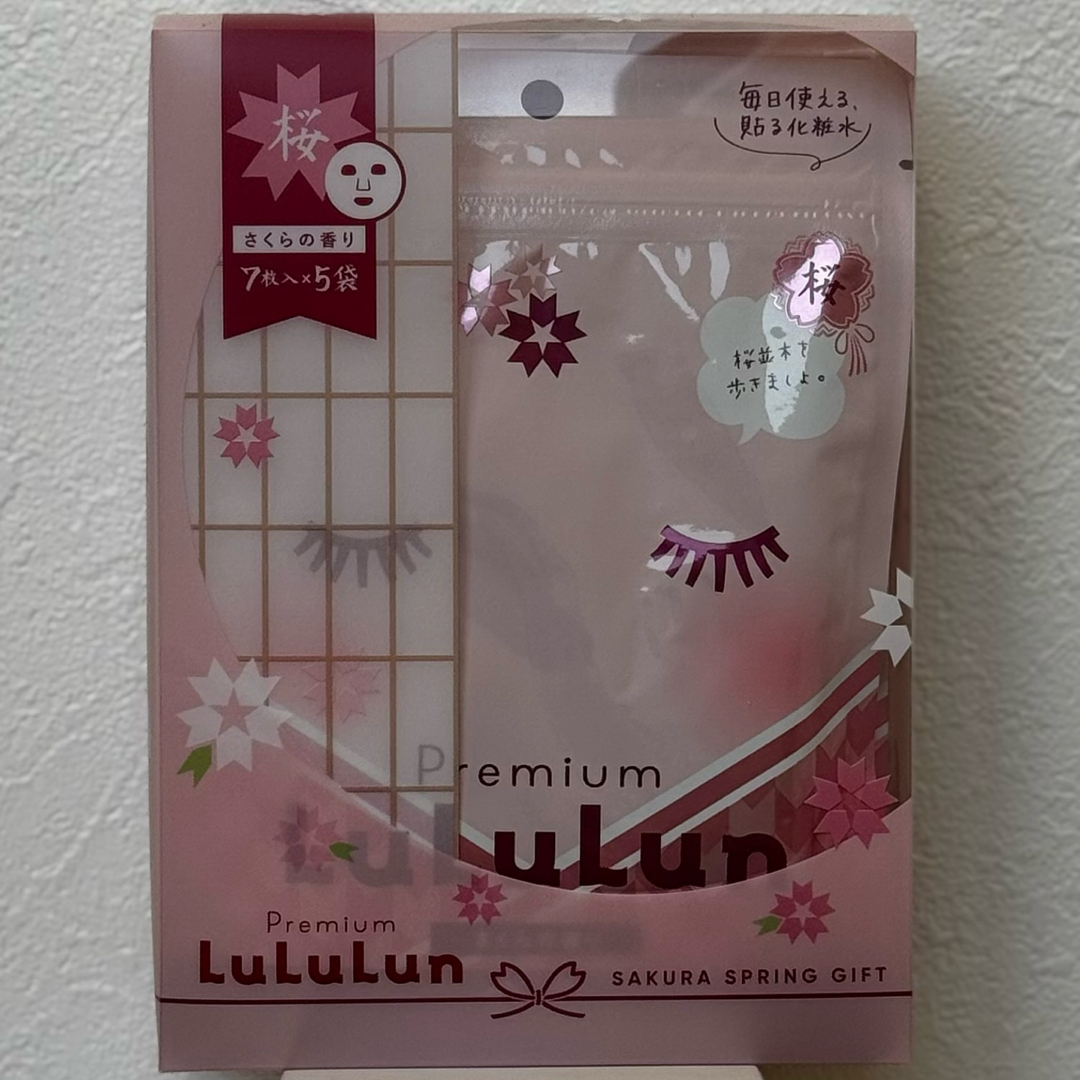 桜
さくらの香り
7枚入×5袋
毎日使える、
貼る化粧水
桜
桜並木を
歩きましょ。
Premium
LuLuLun
Premium
LuLuLun
SAKURA SPRING GIFT